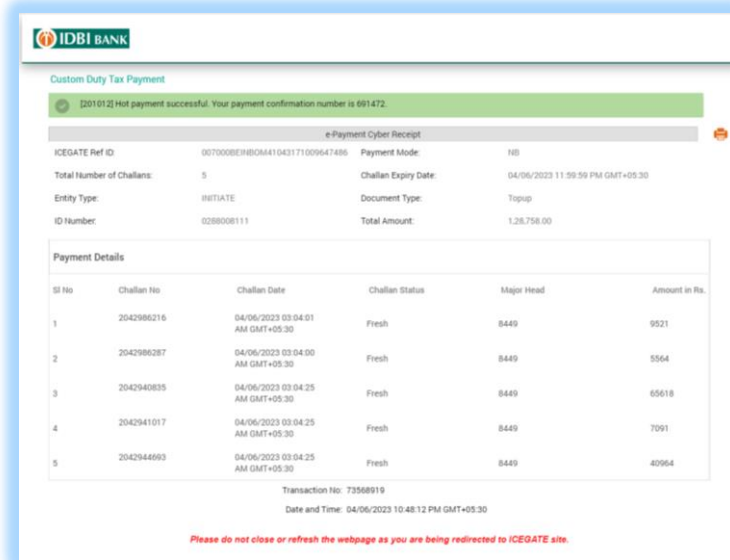 IDBI BANK
Custom Duty Tax Payment
[201012] Hot payment successful. Your payment confirmation number is 691472.
e-Payment Cyber Receipt
ICEGATE Ref ID: 007000BEINBOM41043171009647486 Payment Mode: NB
Total Number of Challans: 5 Challan Expiry Date: 04/06/2023 11:59:59 PM GMT+05:30
Entity Type: INITIATE Document Type: Topup
ID Number: 0288008111 Total Amount: 1,28,758.00
Payment Details
Sl No Challan No Challan Date Challan Status Major Head Amount in Rs.
1 2042986216 04/06/2023 03:04:01 AM GMT+05:30 Fresh 8449 9521
2 2042986287 04/06/2023 03:04:00 AM GMT+05:30 Fresh 8449 5564
3 2042940835 04/06/2023 03:04:25 AM GMT+05:30 Fresh 8449 65618
4 2042941017 04/06/2023 03:04:25 AM GMT+05:30 Fresh 8449 7091
5 2042944693 04/06/2023 03:04:25 AM GMT+05:30 Fresh 8449 40964
Transaction No: 73568919
Date and Time: 04/06/2023 10:48:12 PM GMT+05:30
Please do not close or refresh the webpage as you are being redirected to ICEGATE site.